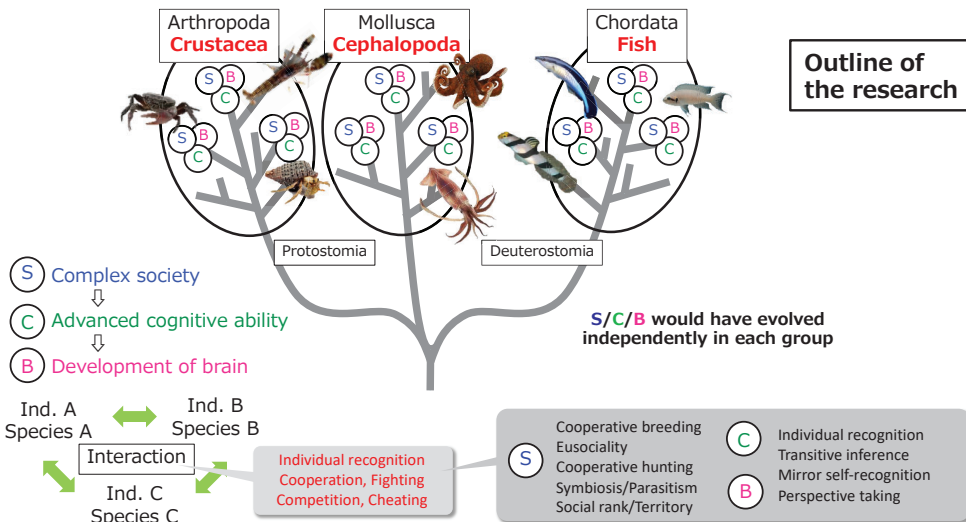 Arthropoda
Crustacea
Mollusca
Cephalopoda
Chordata
Fish
Outline of
the research
S B C
S B C
S B C
S B C
S B C
S B C
S B C
S B C
S B C
Protostomia
Deuterostomia
S Complex society
C Advanced cognitive ability
B Development of brain
S/C/B would have evolved
independently in each group
Ind. A
Species A
Ind. B
Species B
Interaction
Ind. C
Species C
Individual recognition
Cooperation, Fighting
Competition, Cheating
S
Cooperative breeding
Eusociality
Cooperative hunting
Symbiosis/Parasitism
Social rank/Territory
C
B
Individual recognition
Transitive inference
Mirror self-recognition
Perspective taking